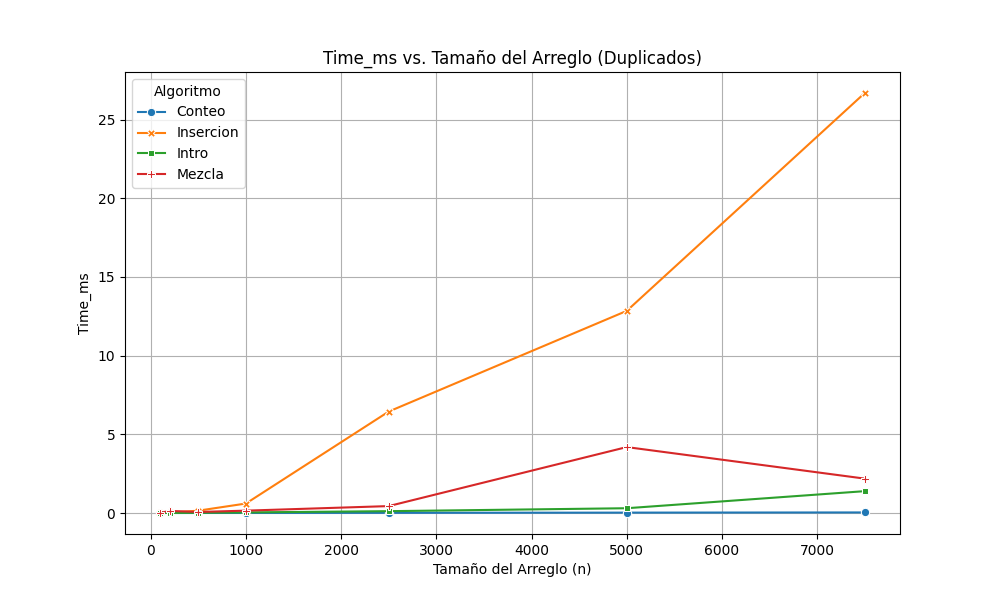 Time_ms vs. Tamaño del Arreglo (Duplicados)
Algoritmo
Conteo
Insercion
Intro
Mezcla
Time_ms
25
20
15
10
5
0
0 1000 2000 3000 4000 5000 6000 7000
Tamaño del Arreglo (n)